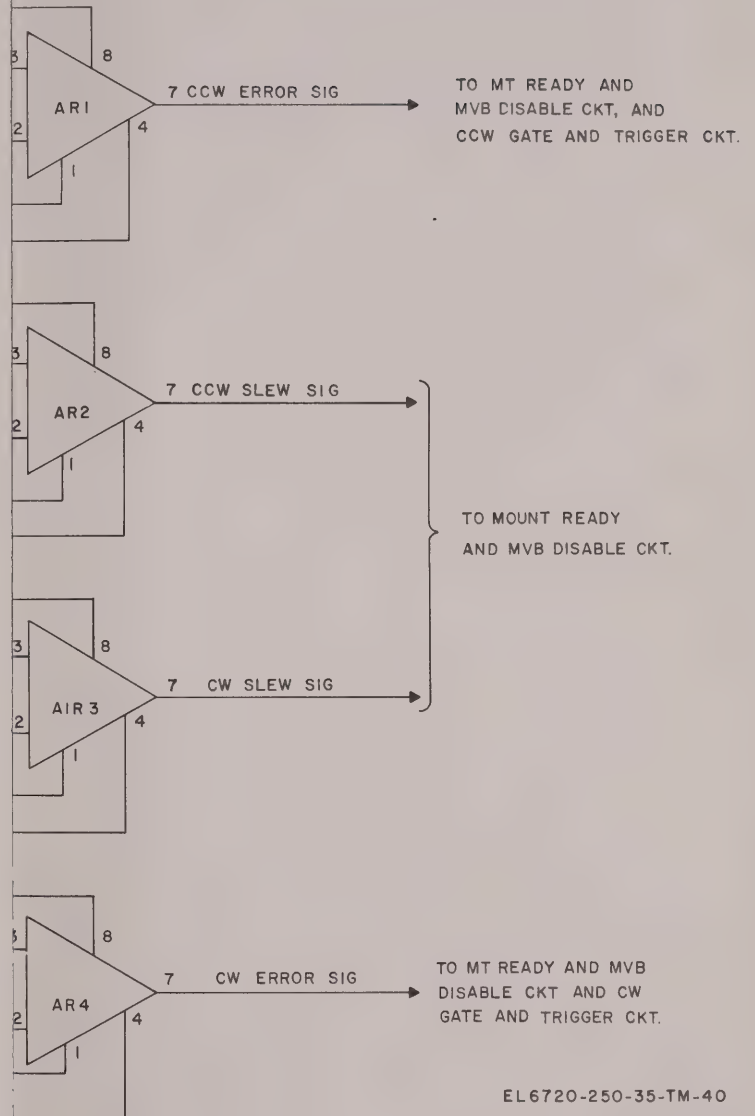 8
3
7 CCW ERROR SIG
TO MT READY AND
MVB DISABLE CKT, AND
CCW GATE AND TRIGGER CKT.
AR1
2
4
1
8
3
7 CCW SLEW SIG
AR2
2
4
1
TO MOUNT READY
AND MVB DISABLE CKT.
8
3
7 CW SLEW SIG
AIR 3
2
4
1
8
3
7 CW ERROR SIG
TO MT READY AND MVB
DISABLE CKT AND CW
GATE AND TRIGGER CKT.
AR4
2
4
1
EL6720-250-35-TM-40